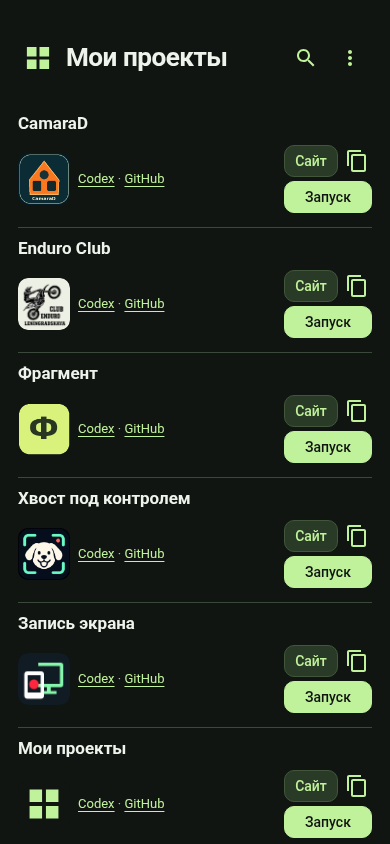 Мои проекты
CamaraD
CamaraD
Codex · GitHub
Сайт
Запуск
Enduro Club
CLUB
ENDURO
LENINGRADSKAYA
Codex · GitHub
Сайт
Запуск
Фрагмент
Ф
Codex · GitHub
Сайт
Запуск
Хвост под контролем
Codex · GitHub
Сайт
Запуск
Запись экрана
Codex · GitHub
Сайт
Запуск
Мои проекты
Codex · GitHub
Сайт
Запуск